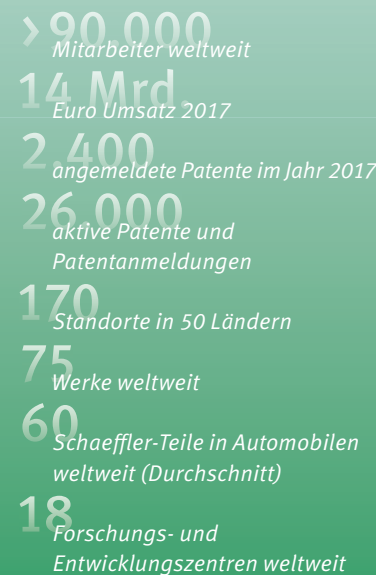 > 90.000
Mitarbeiter weltweit
14 Mrd.
Euro Umsatz 2017
2.400
angemeldete Patente im Jahr 2017
26.000
aktive Patente und
Patentanmeldungen
170
Standorte in 50 Ländern
75
Werke weltweit
60
Schaeffler-Teile in Automobilen
weltweit (Durchschnitt)
18
Forschungs- und
Entwicklungszentren weltweit